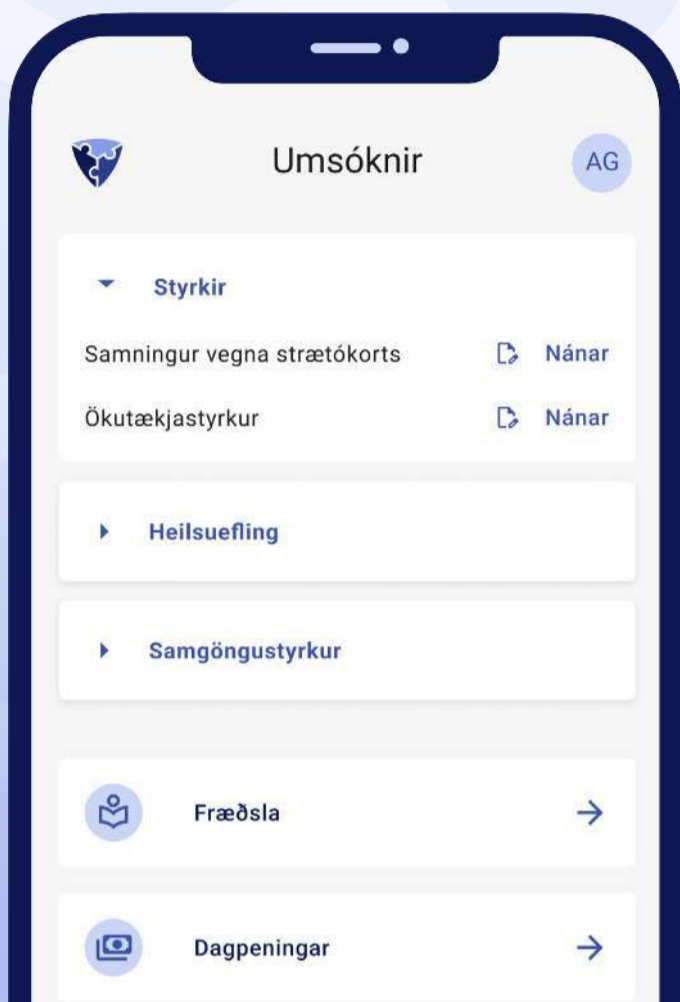 Umsóknir
AG
Styrkir
Samningur vegna strætókorts Nánar
Ökutækjastyrkur Nánar
Heilsuefling
Samgöngustyrkur
Fræðsla
Dagpeningar